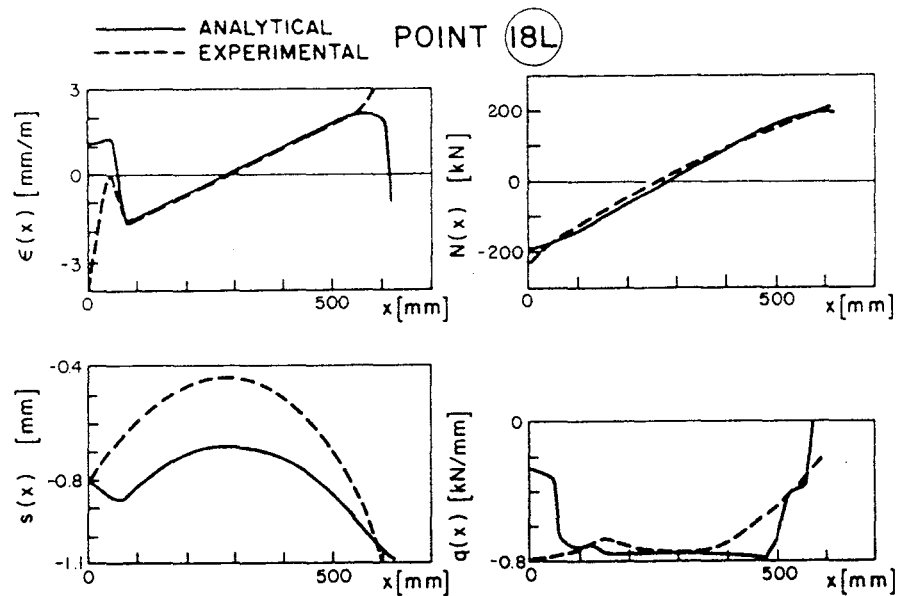 ANALYTICAL
EXPERIMENTAL
POINT 18L
3
0
-3
ϵ(x) [mm/m]
0
500
x[mm]
200
0
-200
N(x) [kN]
0
500
x[mm]
-0.4
-0.8
-1.1
s(x) [mm]
0
500
x[mm]
0
-0.8
q(x) [kN/mm]
0
500
x[mm]